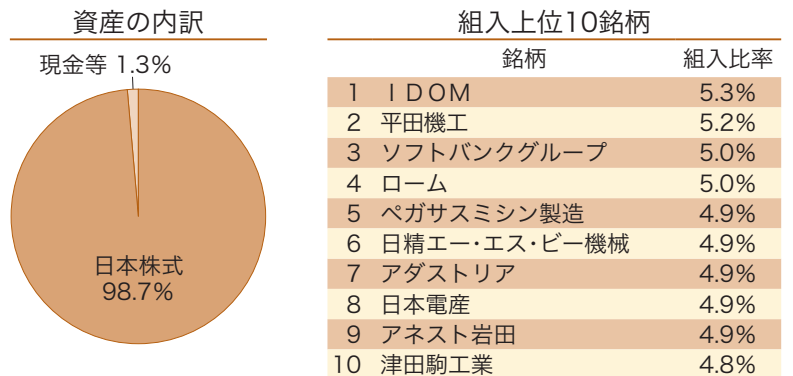 資産の内訳
現金等 1.3%
日本株式
98.7%
組入上位10銘柄
銘柄 組入比率
1 ＩＤＯＭ 5.3%
2 平田機工 5.2%
3 ソフトバンクグループ 5.0%
4 ローム 5.0%
5 ペガサスミシン製造 4.9%
6 日精エー・エス・ビー機械 4.9%
7 アダストリア 4.9%
8 日本電産 4.9%
9 アネスト岩田 4.9%
10 津田駒工業 4.8%